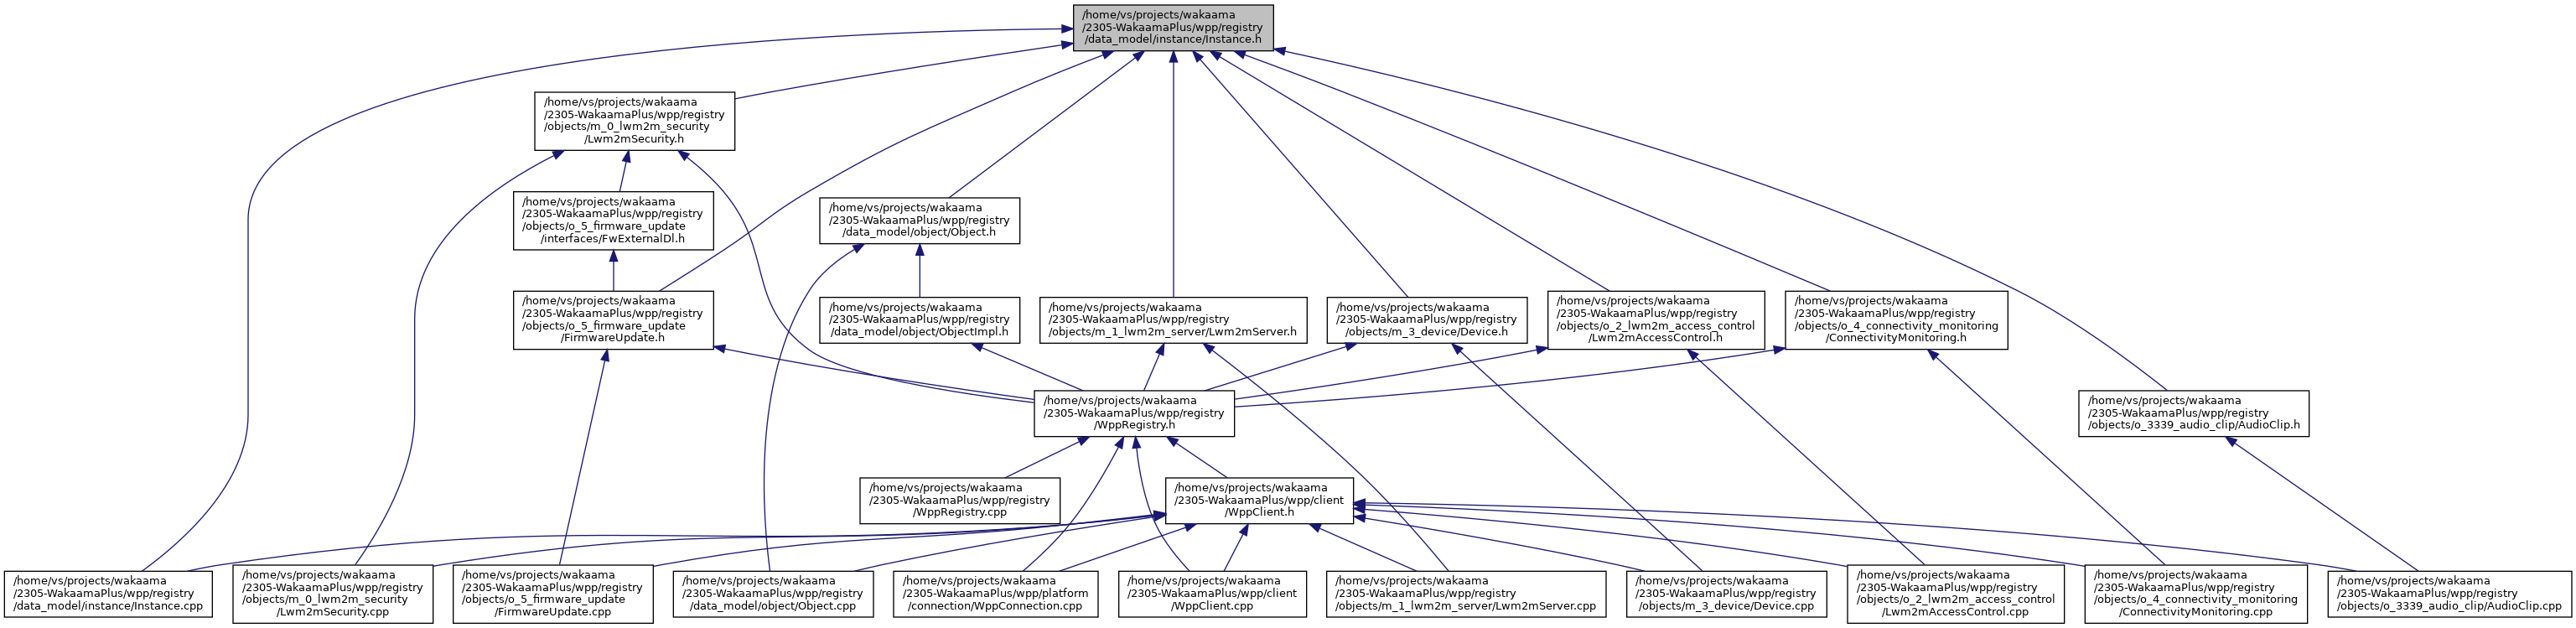 /home/vs/projects/wakaama
/2305-WakaamaPlus/wpp/registry
/data_model/instance/Instance.h
/home/vs/projects/wakaama
/2305-WakaamaPlus/wpp/registry
/objects/m_0_lwm2m_security
/Lwm2mSecurity.h
/home/vs/projects/wakaama
/2305-WakaamaPlus/wpp/registry
/objects/o_5_firmware_update
/interfaces/FwExternalDl.h
/home/vs/projects/wakaama
/2305-WakaamaPlus/wpp/registry
/data_model/object/Object.h
/home/vs/projects/wakaama
/2305-WakaamaPlus/wpp/registry
/objects/o_5_firmware_update
/FirmwareUpdate.h
/home/vs/projects/wakaama
/2305-WakaamaPlus/wpp/registry
/data_model/object/ObjectImpl.h
/home/vs/projects/wakaama
/2305-WakaamaPlus/wpp/registry
/objects/m_1_lwm2m_server/Lwm2mServer.h
/home/vs/projects/wakaama
/2305-WakaamaPlus/wpp/registry
/objects/m_3_device/Device.h
/home/vs/projects/wakaama
/2305-WakaamaPlus/wpp/registry
/objects/o_2_lwm2m_access_control
/Lwm2mAccessControl.h
/home/vs/projects/wakaama
/2305-WakaamaPlus/wpp/registry
/objects/o_4_connectivity_monitoring
/ConnectivityMonitoring.h
/home/vs/projects/wakaama
/2305-WakaamaPlus/wpp/registry
/WppRegistry.h
/home/vs/projects/wakaama
/2305-WakaamaPlus/wpp/registry
/objects/o_3339_audio_clip/AudioClip.h
/home/vs/projects/wakaama
/2305-WakaamaPlus/wpp/registry
/WppRegistry.cpp
/home/vs/projects/wakaama
/2305-WakaamaPlus/wpp/client
/WppClient.h
/home/vs/projects/wakaama
/2305-WakaamaPlus/wpp/registry
/data_model/instance/Instance.cpp
/home/vs/projects/wakaama
/2305-WakaamaPlus/wpp/registry
/objects/m_0_lwm2m_security
/Lwm2mSecurity.cpp
/home/vs/projects/wakaama
/2305-WakaamaPlus/wpp/registry
/objects/o_5_firmware_update
/FirmwareUpdate.cpp
/home/vs/projects/wakaama
/2305-WakaamaPlus/wpp/registry
/data_model/object/Object.cpp
/home/vs/projects/wakaama
/2305-WakaamaPlus/wpp/platform
/connection/WppConnection.cpp
/home/vs/projects/wakaama
/2305-WakaamaPlus/wpp/client
/WppClient.cpp
/home/vs/projects/wakaama
/2305-WakaamaPlus/wpp/registry
/objects/m_1_lwm2m_server/Lwm2mServer.cpp
/home/vs/projects/wakaama
/2305-WakaamaPlus/wpp/registry
/objects/m_3_device/Device.cpp
/home/vs/projects/wakaama
/2305-WakaamaPlus/wpp/registry
/objects/o_2_lwm2m_access_control
/Lwm2mAccessControl.cpp
/home/vs/projects/wakaama
/2305-WakaamaPlus/wpp/registry
/objects/o_4_connectivity_monitoring
/ConnectivityMonitoring.cpp
/home/vs/projects/wakaama
/2305-WakaamaPlus/wpp/registry
/objects/o_3339_audio_clip/AudioClip.cpp